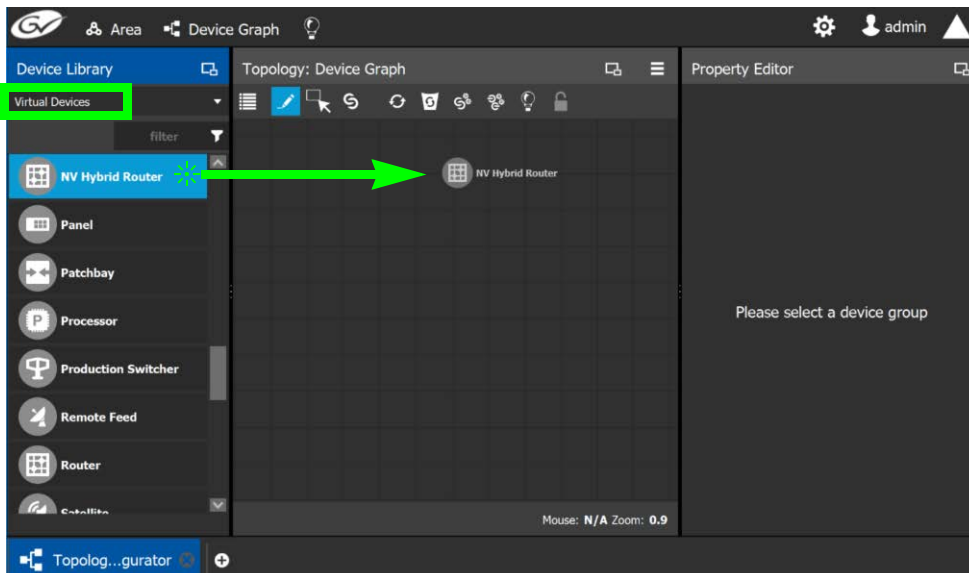 GV Area Device Graph admin
Device Library
Virtual Devices
filter
NV Hybrid Router
Panel
Patchbay
P Processor
Production Switcher
Remote Feed
Router
Satellite
Topology: Device Graph
NV Hybrid Router
Mouse: N/A Zoom: 0.9
Property Editor
Please select a device group
Topolog...gurator